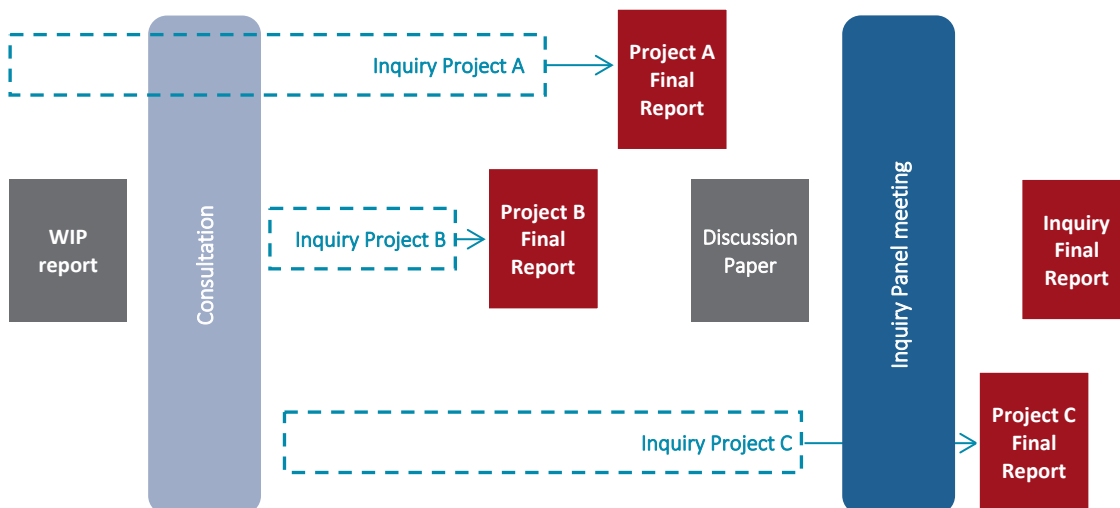 Inquiry Project A
Project A
Final
Report
WIP
report
Consultation
Inquiry Project B
Project B
Final
Report
Discussion
Paper
Inquiry Panel meeting
Inquiry
Final
Report
Inquiry Project C
Project C
Final
Report